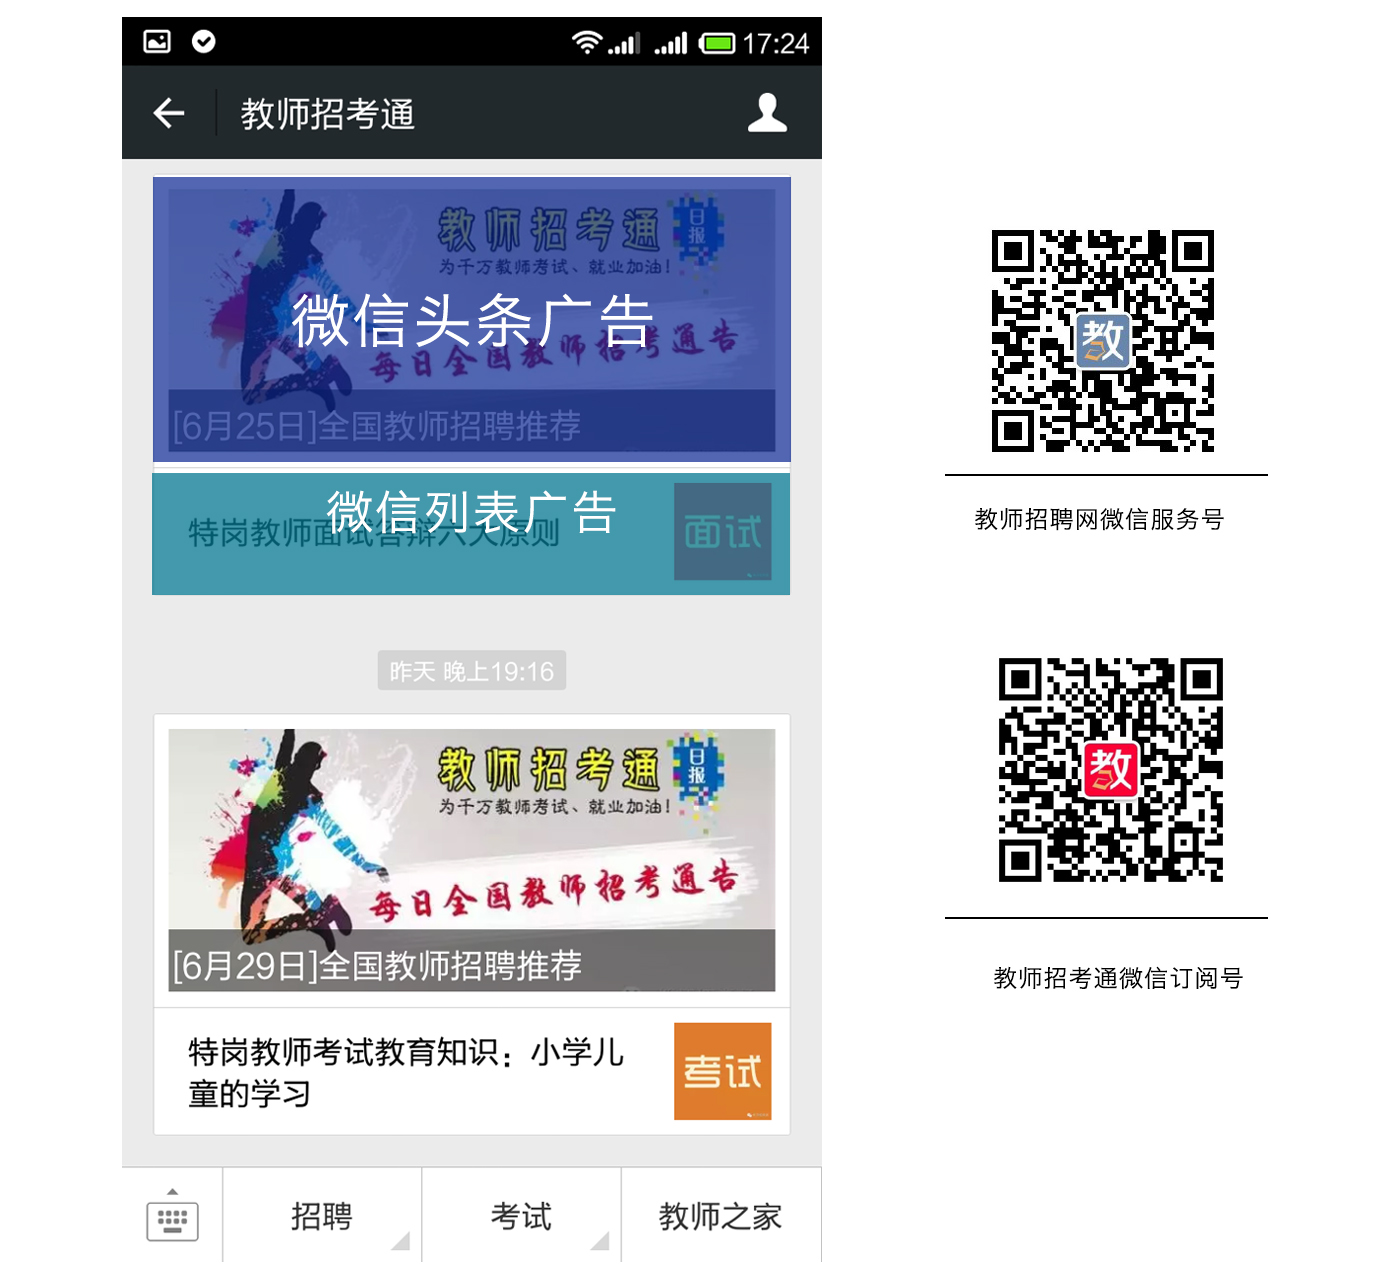 17:24
教师招考通
教师招考通
日报
为千万教师考试、就业加油!
微信头条广告
每日全国教师招考通告
[6月25日]全国教师招聘推荐
微信列表广告
特岗教师面试答辩六大原则
面试
昨天 晚上19:16
教师招考通
日报
为千万教师考试、就业加油!
每日全国教师招考通告
[6月29日]全国教师招聘推荐
特岗教师考试教育知识：小学儿
童的学习
考试
招聘
考试
教师之家
教
教师招聘网微信服务号
教
教师招考通微信订阅号